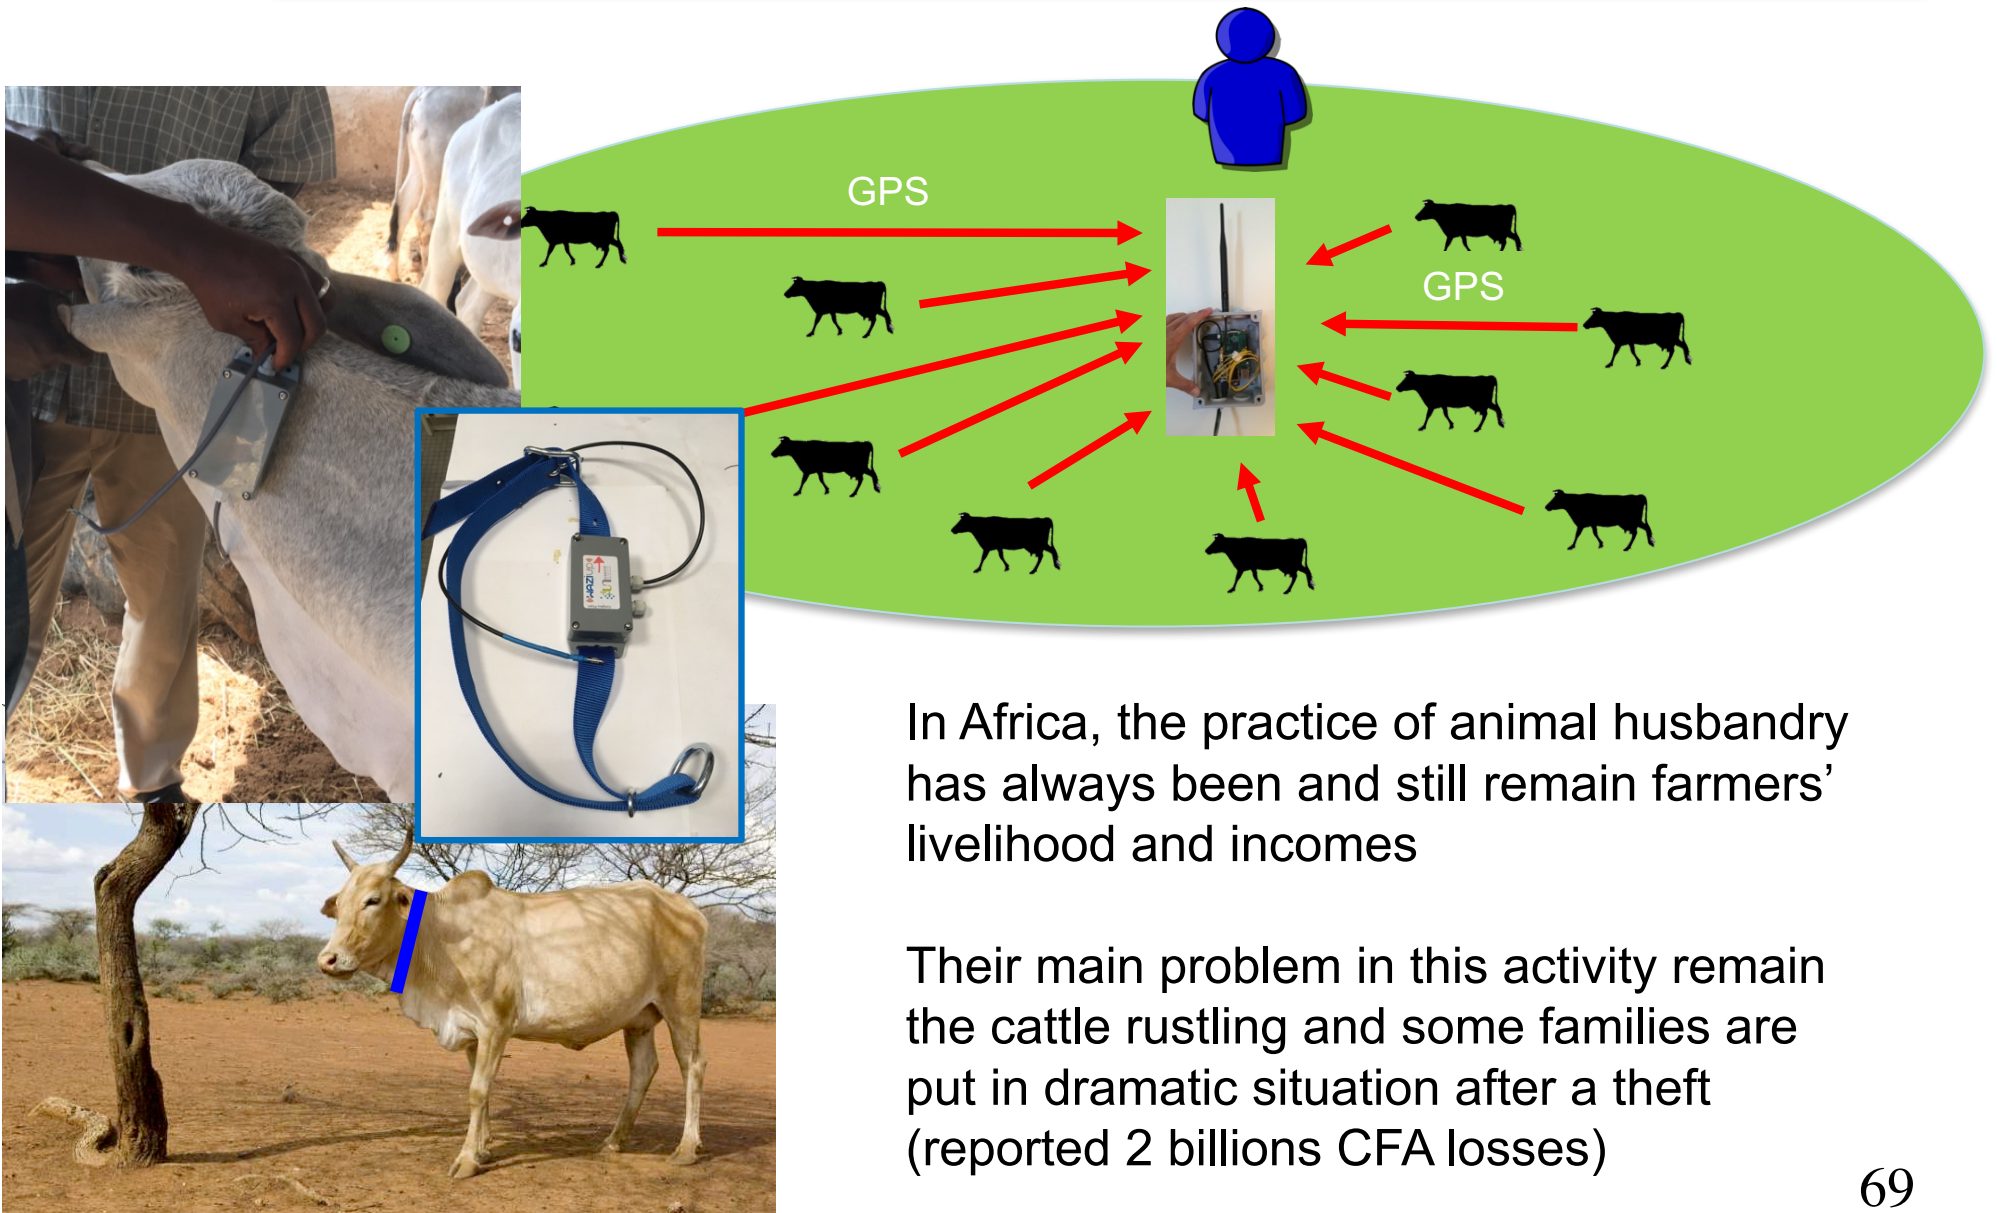 GPS
GPS
In Africa, the practice of animal husbandry
has always been and still remain farmers’
livelihood and incomes
Their main problem in this activity remain
the cattle rustling and some families are
put in dramatic situation after a theft
(reported 2 billions CFA losses)
69